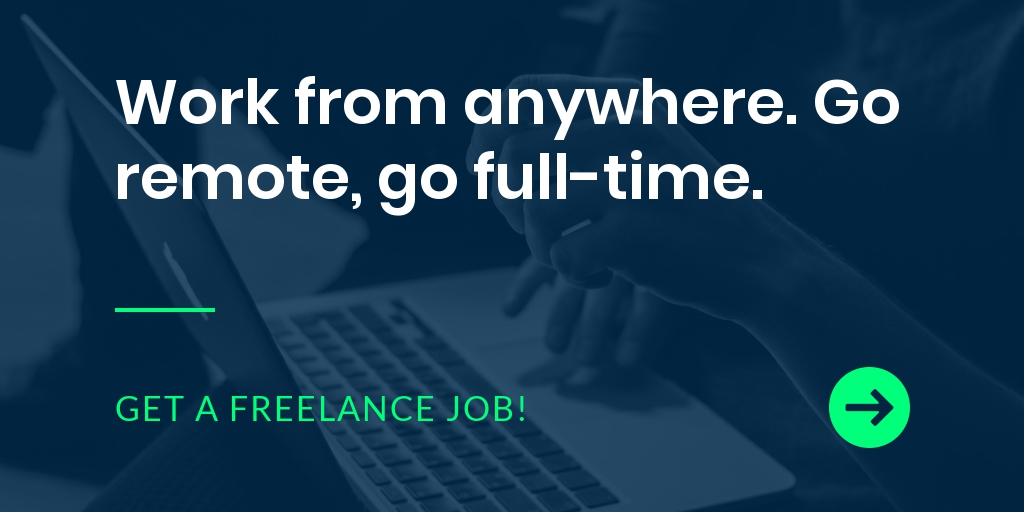 Work from anywhere. Go
remote, go full-time.
GET A FREELANCE JOB!